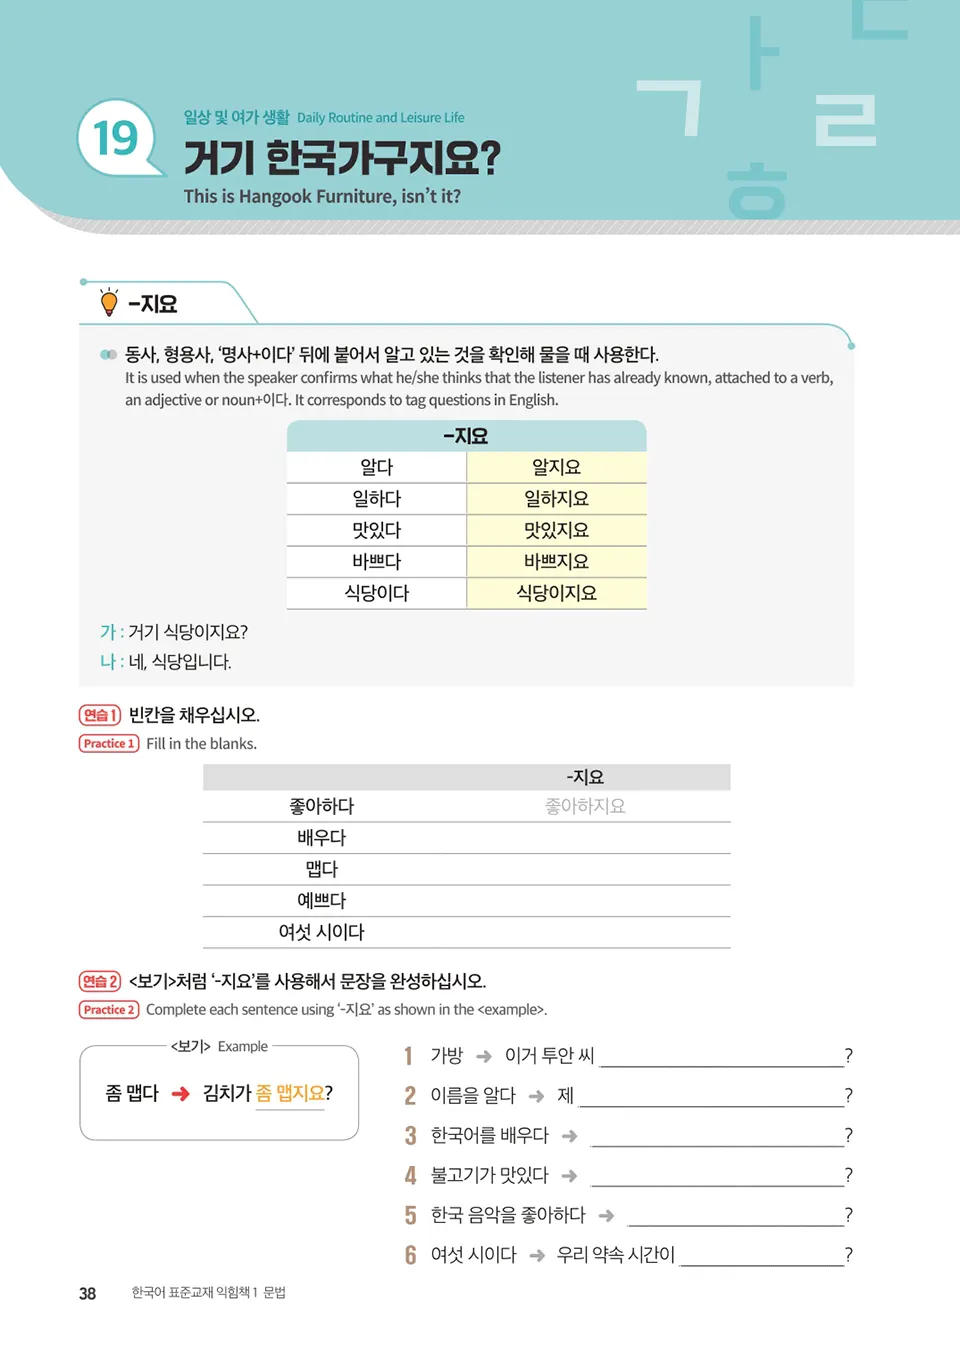 19
일상 및 여가 생활 Daily Routine and Leisure Life
거기 한국가구지요?
This is Hangook Furniture, isn't it?
ㄱ ㅏ ㄷ ㄹ ㅎ
-지요
동사, 형용사, '명사+이다' 뒤에 붙어서 알고 있는 것을 확인해 물을 때 사용한다.
It is used when the speaker confirms what he/she thinks that the listener has already known, attached to a verb,
an adjective or noun+이다. It corresponds to tag questions in English.
-지요
알다 알지요
일하다 일하지요
맛있다 맛있지요
바쁘다 바쁘지요
식당이다 식당이지요
가 : 거기 식당이지요?
나 : 네, 식당입니다.
연습 1 빈칸을 채우십시오.
Practice 1 Fill in the blanks.
-지요
좋아하다 좋아하지요
배우다
맵다
예쁘다
여섯 시이다
연습 2 <보기>처럼 '-지요'를 사용해서 문장을 완성하십시오.
Practice 2 Complete each sentence using '-지요' as shown in the <example>.
<보기> Example
좀 맵다 ➜ 김치가 좀 맵지요?
1 가방 ➜ 이거 투안 씨 ?
2 이름을 알다 ➜ 제 ?
3 한국어를 배우다 ➜ ?
4 불고기가 맛있다 ➜ ?
5 한국 음악을 좋아하다 ➜ ?
6 여섯 시이다 ➜ 우리 약속 시간이 ?
38 한국어 표준교재 익힘책 1 문법